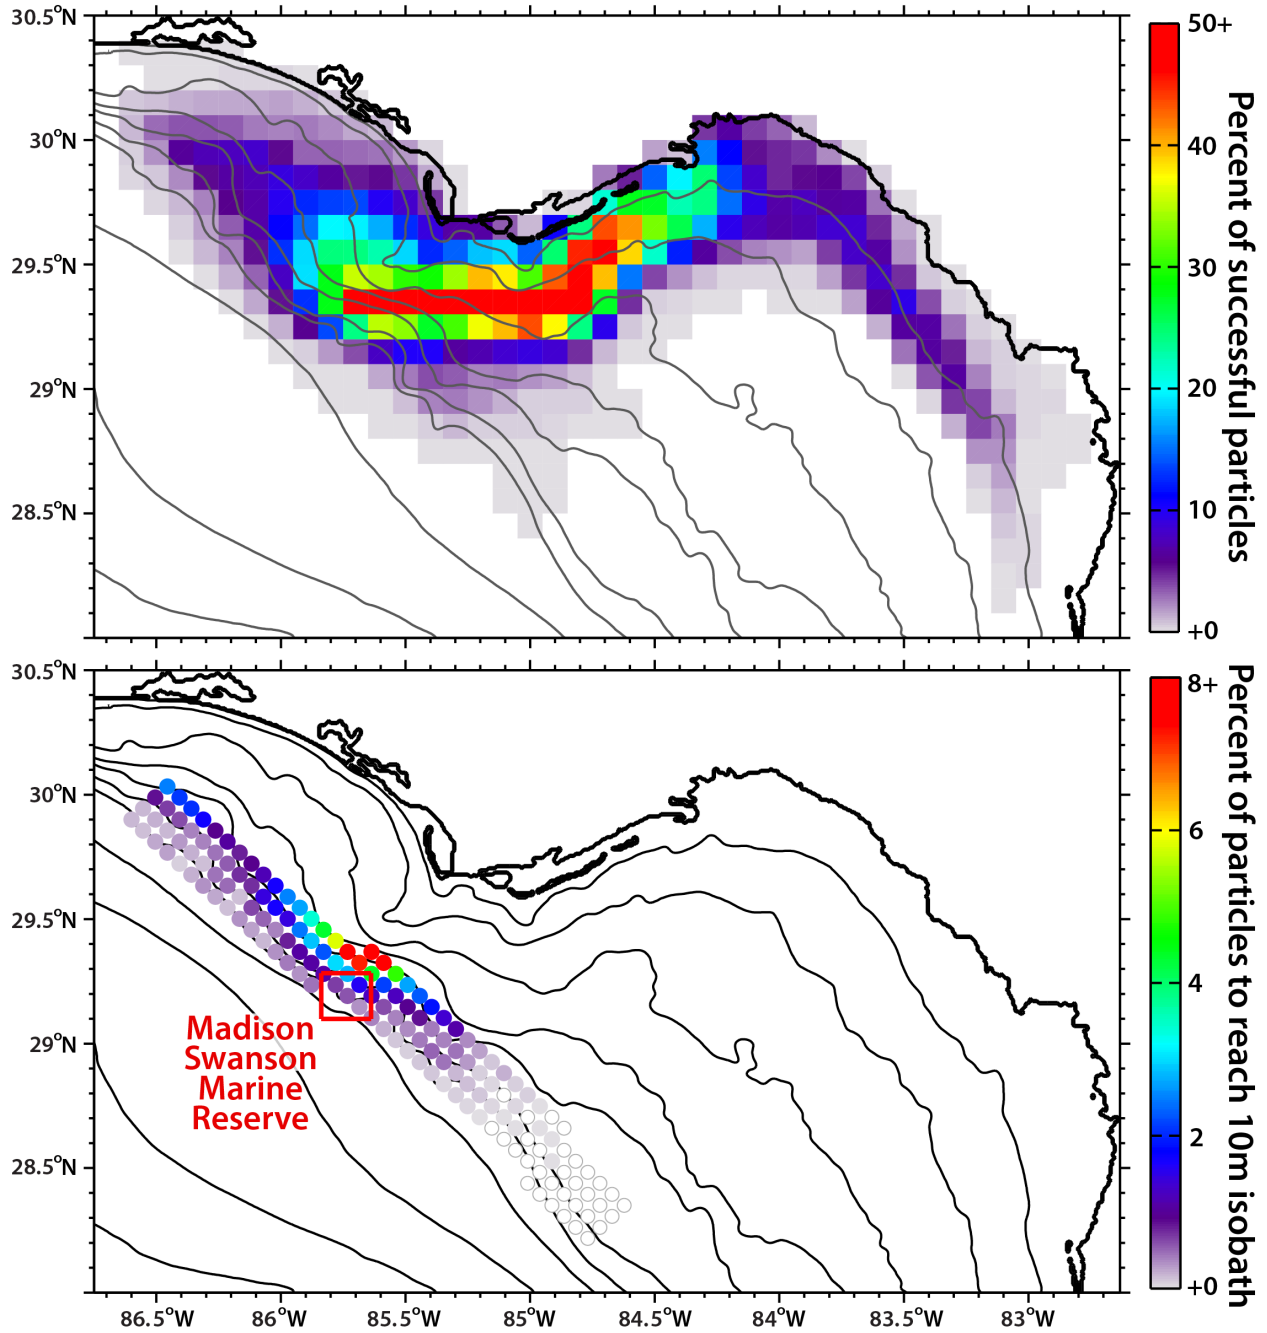 30.5°N
30°N
29.5°N
29°N
28.5°N
50+
40
30
20
10
+0
Percent of successful particles
30.5°N
30°N
29.5°N
29°N
28.5°N
Madison
Swanson
Marine
Reserve
86.5°W
86°W
85.5°W
85°W
84.5°W
84°W
83.5°W
83°W
8+
6
4
2
+0
Percent of particles to reach 10m isobath